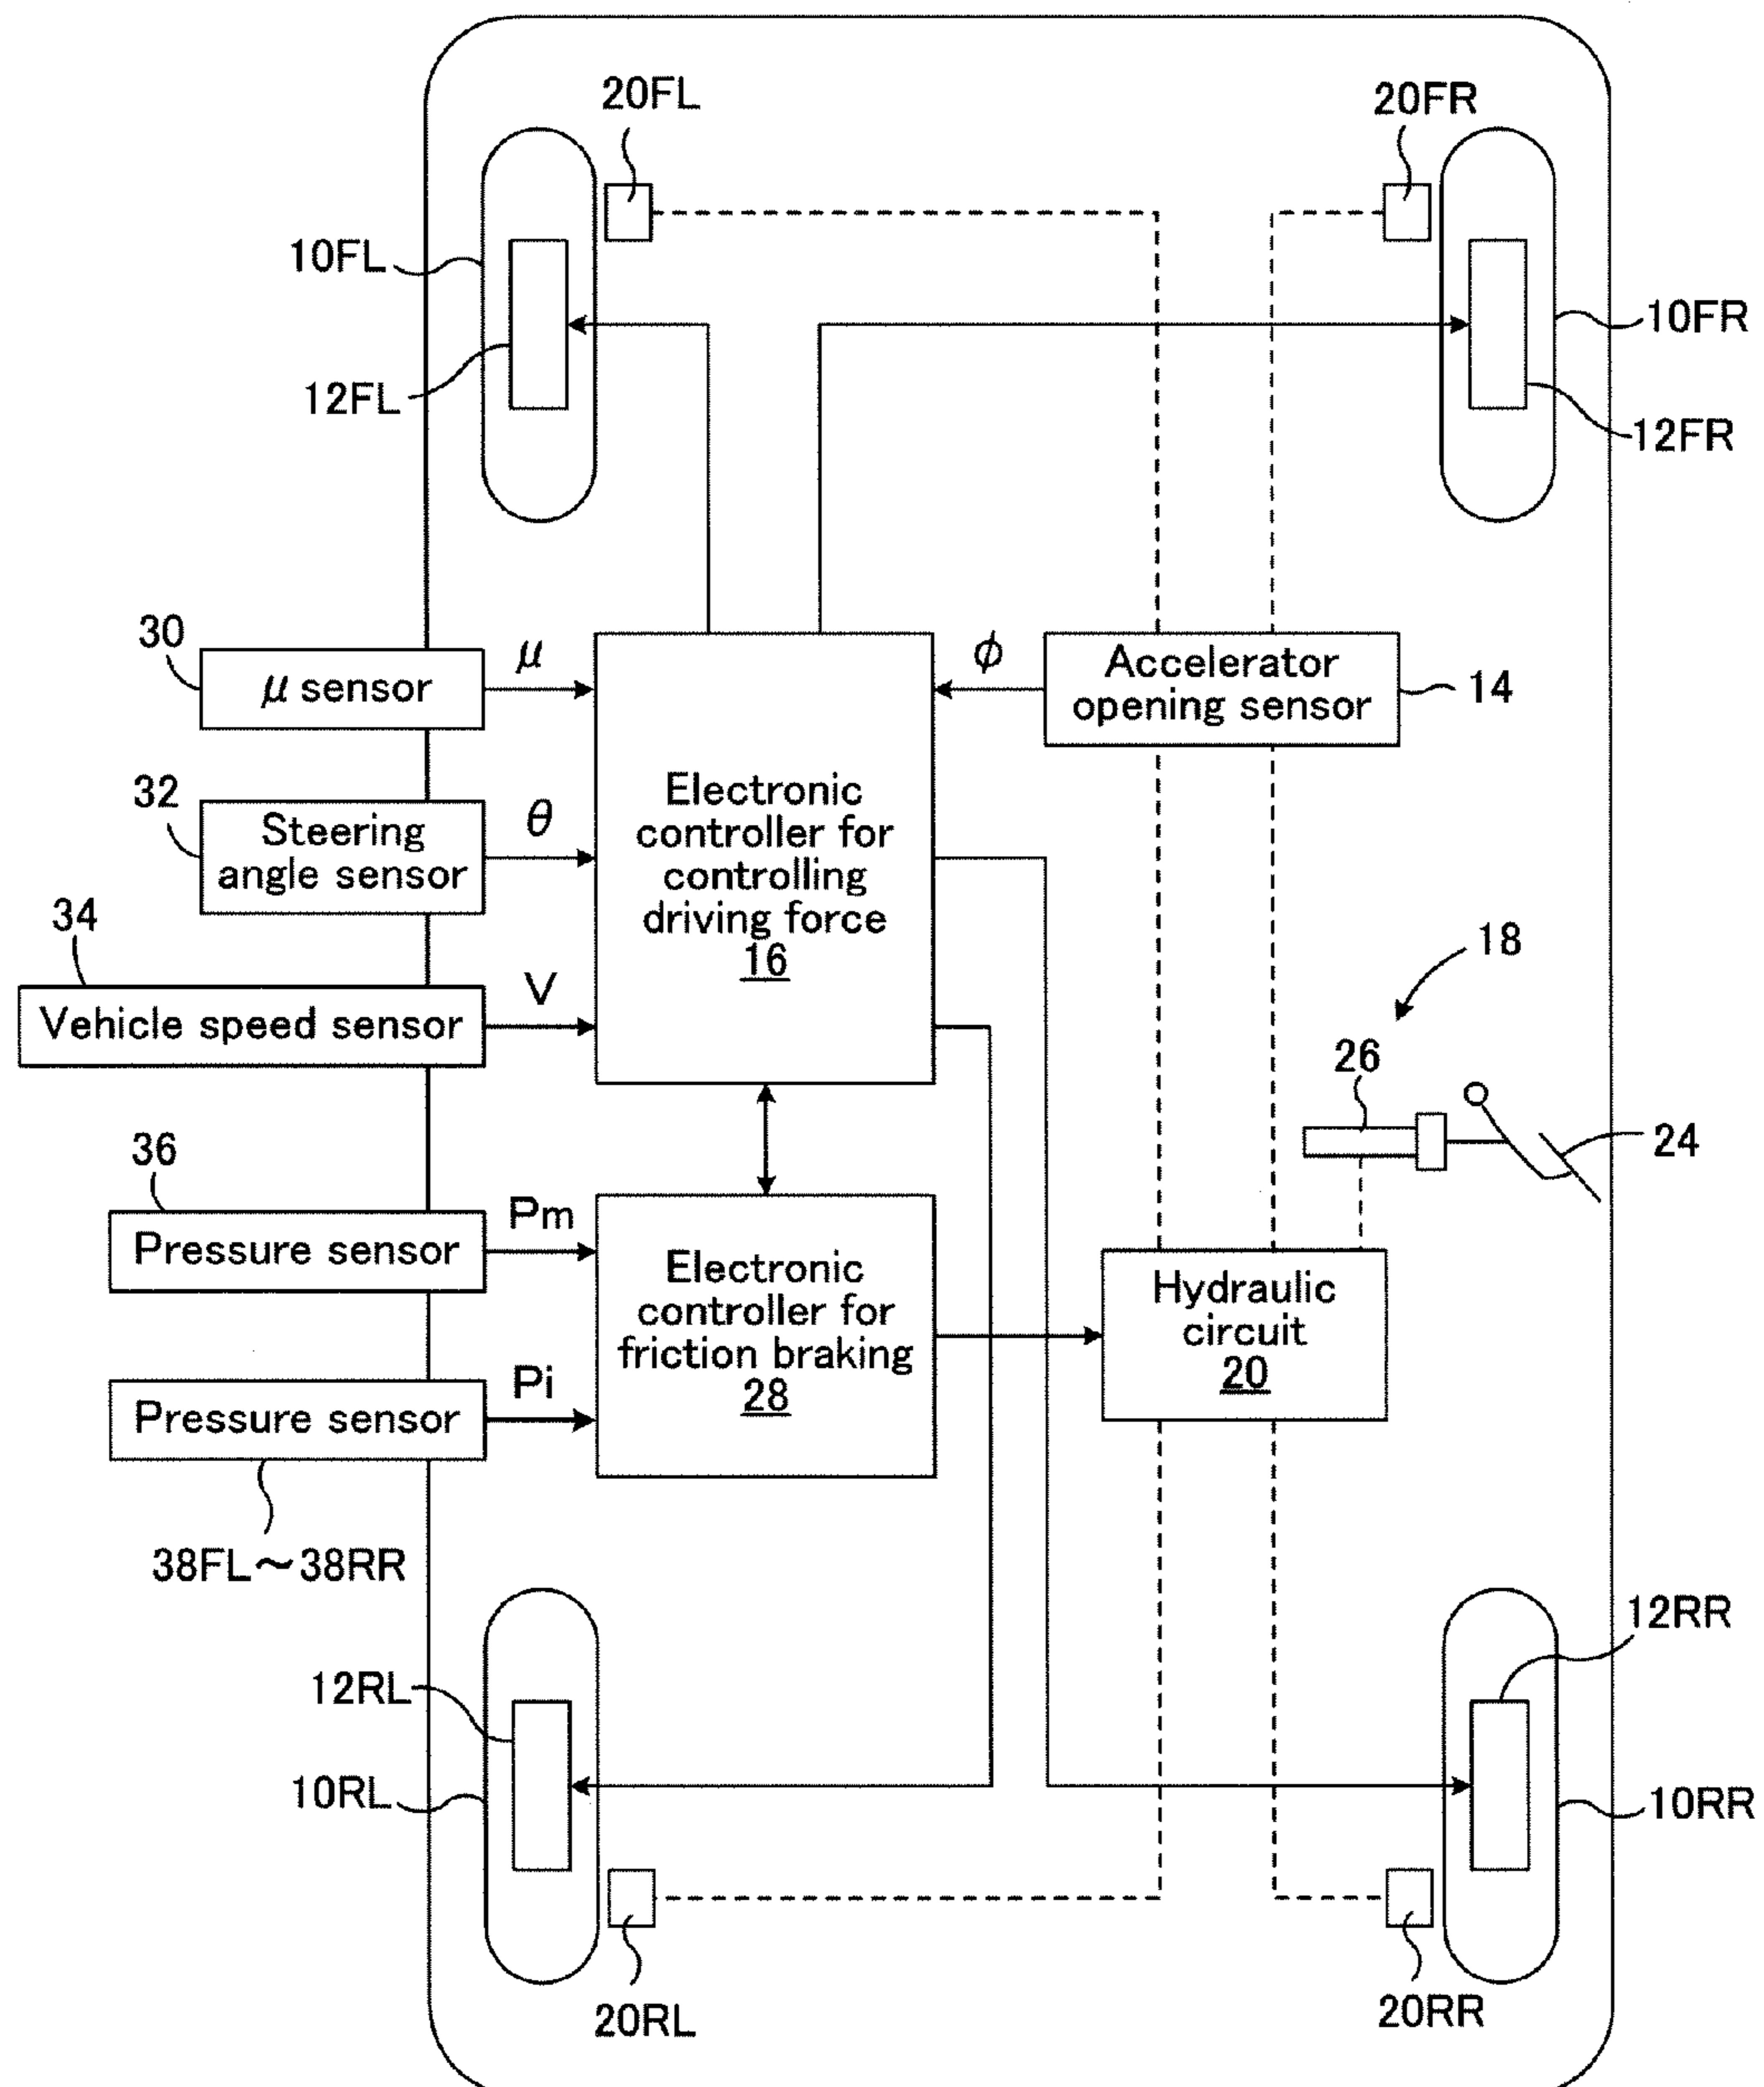 20FL
20FR
10FL
10FR
12FL
12FR
30
μ sensor
μ
ϕ
Accelerator
opening sensor
14
32
Steering
angle sensor
θ
Electronic
controller for
controlling
driving force
16
34
Vehicle speed sensor
V
18
26
24
36
Pressure sensor
Pm
Electronic
controller for
friction braking
28
Hydraulic
circuit
20
Pressure sensor
Pi
38FL～38RR
12RL
12RR
10RL
10RR
20RL
20RR